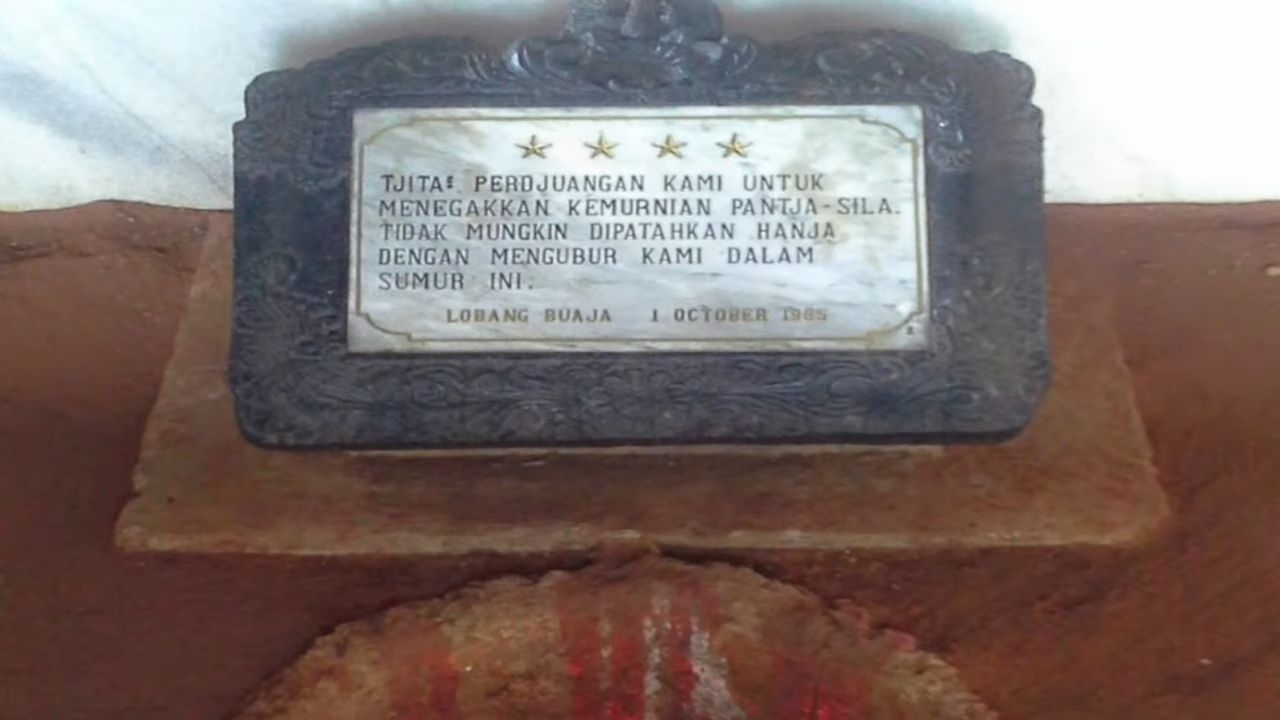 TJITA² PERDJUANGAN KAMI UNTUK
MENEGAKKAN KEMURNIAN PANTJA-SILA.
TIDAK MUNGKIN DIPATAHKAN HANJA
DENGAN MENGUBUR KAMI DALAM
SUMUR INI.
LOBANG BUAJA 1 OCTOBER 1965